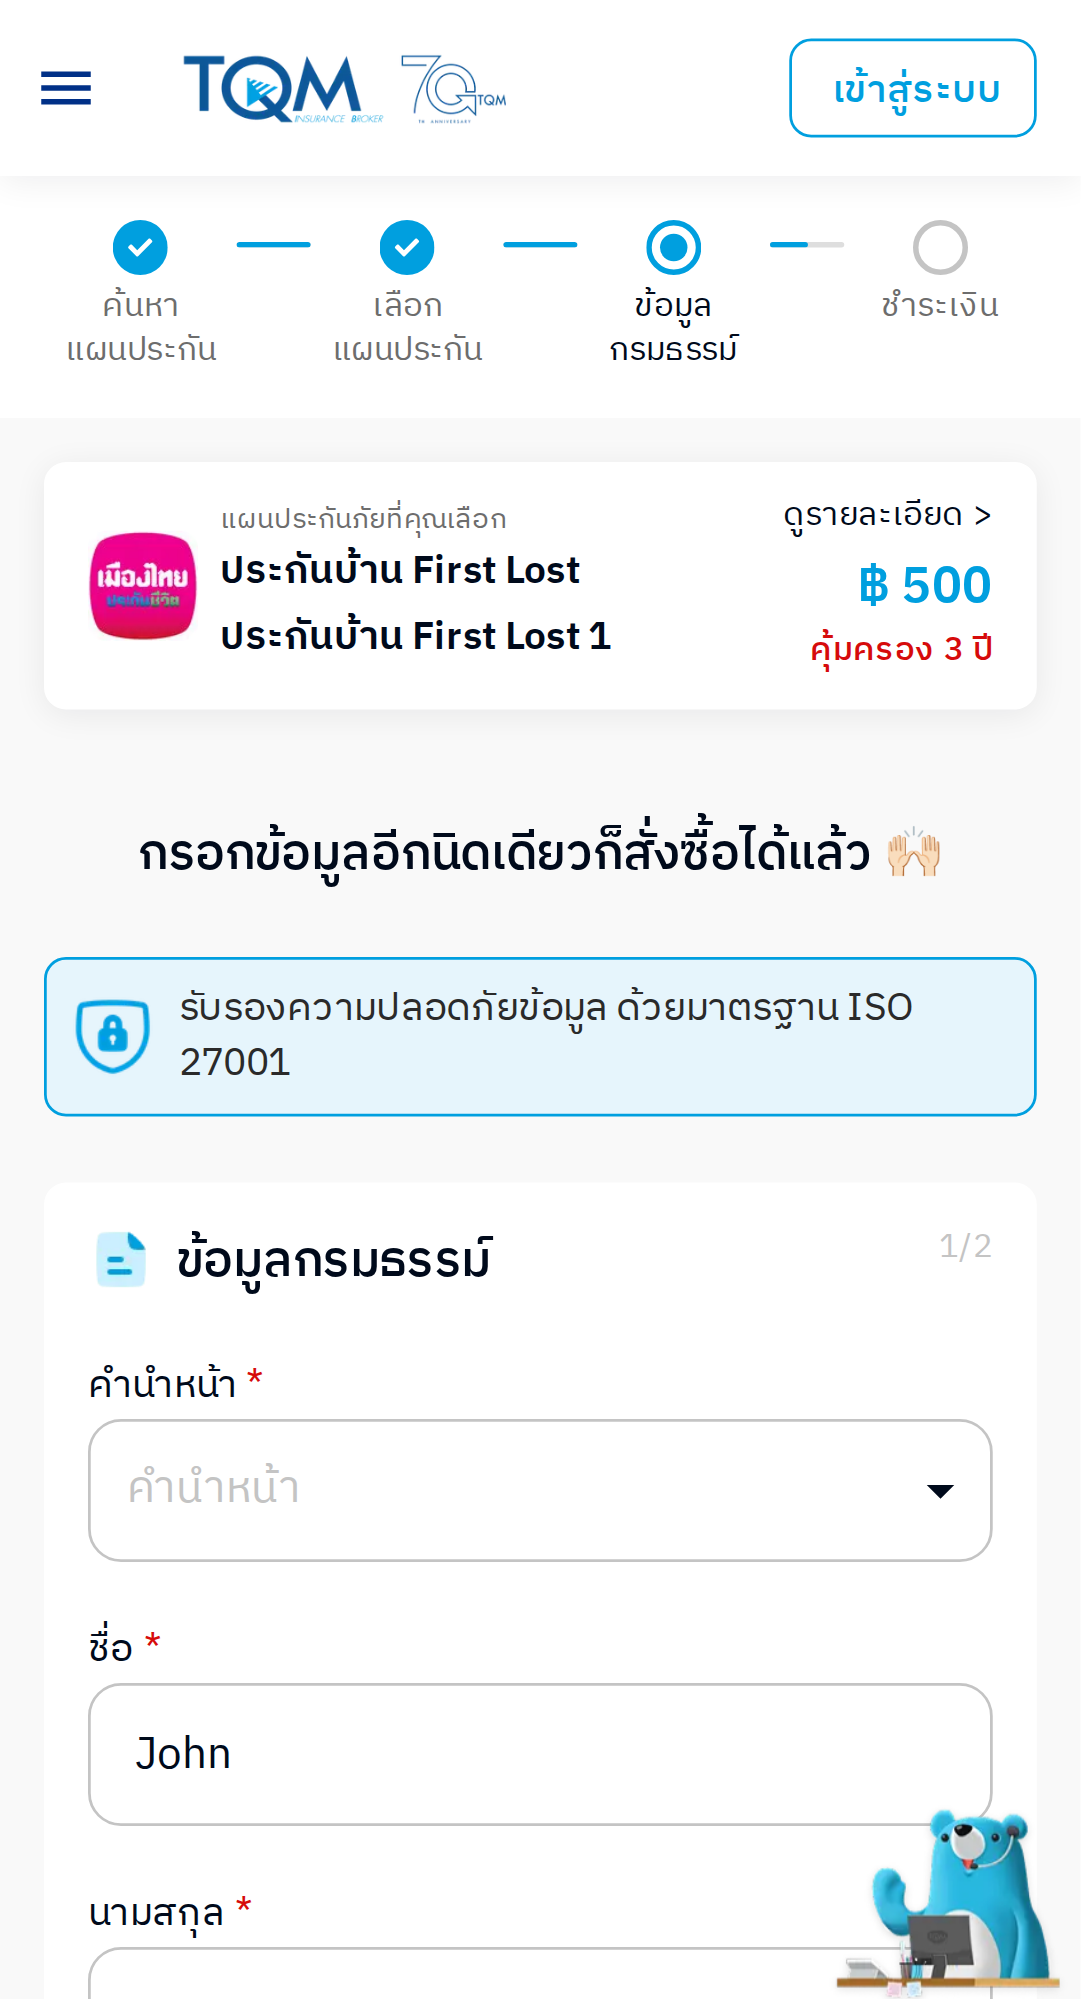 TQM
INSURANCE BROKER
70 TQM
TH ANNIVERSARY
เข้าสู่ระบบ
ค้นหา
แผนประกัน
เลือก
แผนประกัน
ข้อมูล
กรมธรรม์
ชำระเงิน
เมืองไทย
ประกันชีวิต
แผนประกันภัยที่คุณเลือก
ประกันบ้าน First Lost
ประกันบ้าน First Lost 1
ดูรายละเอียด >
฿ 500
คุ้มครอง 3 ปี
กรอกข้อมูลอีกนิดเดียวก็สั่งซื้อได้แล้ว 🙌🏻
รับรองความปลอดภัยข้อมูล ด้วยมาตรฐาน ISO
27001
ข้อมูลกรมธรรม์
1/2
คำนำหน้า *
คำนำหน้า
ชื่อ *
John
นามสกุล *